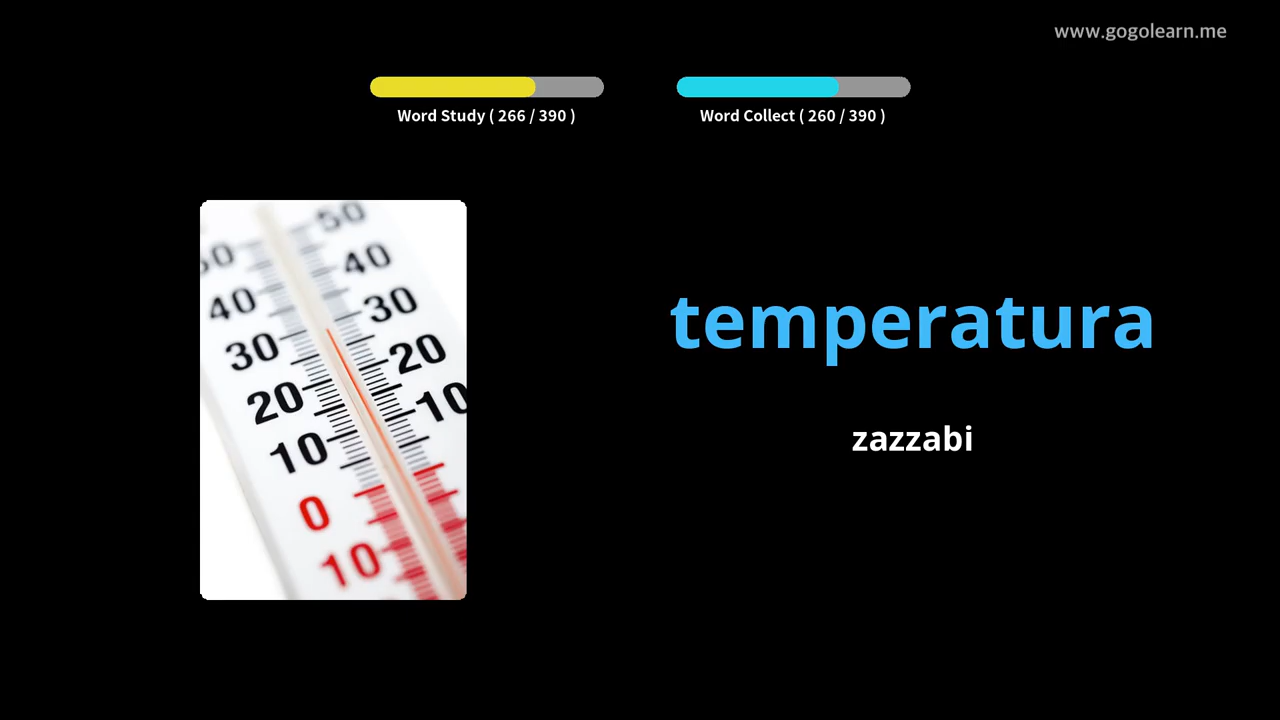 www.gogolearn.me
Word Study ( 266 / 390 )
Word Collect ( 260 / 390 )
temperatura
zazzabi
50
40
40
30
30
20
20
10
10
0
10